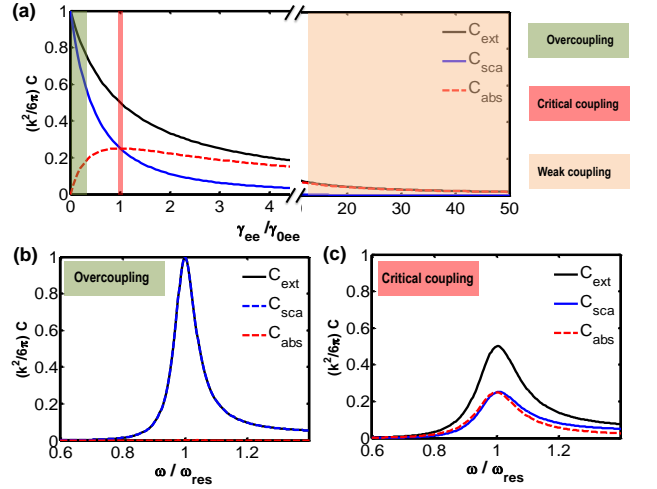 (a)
(k²/6π) C
1
0.8
0.6
0.4
0.2
0
0 1 2 3 4 20 30 40 50
γee /γ0ee
Cext
Csca
Cabs
Overcoupling
Critical coupling
Weak coupling
(b)
(k²/6π) C
1
0.8
0.6
0.4
0.2
0
0.6 0.8 1 1.2
ω / ωres
Overcoupling
Cext
Csca
Cabs
(c)
(k²/6π) C
1
0.8
0.6
0.4
0.2
0
0.6 0.8 1 1.2
ω / ωres
Critical coupling
Cext
Csca
Cabs